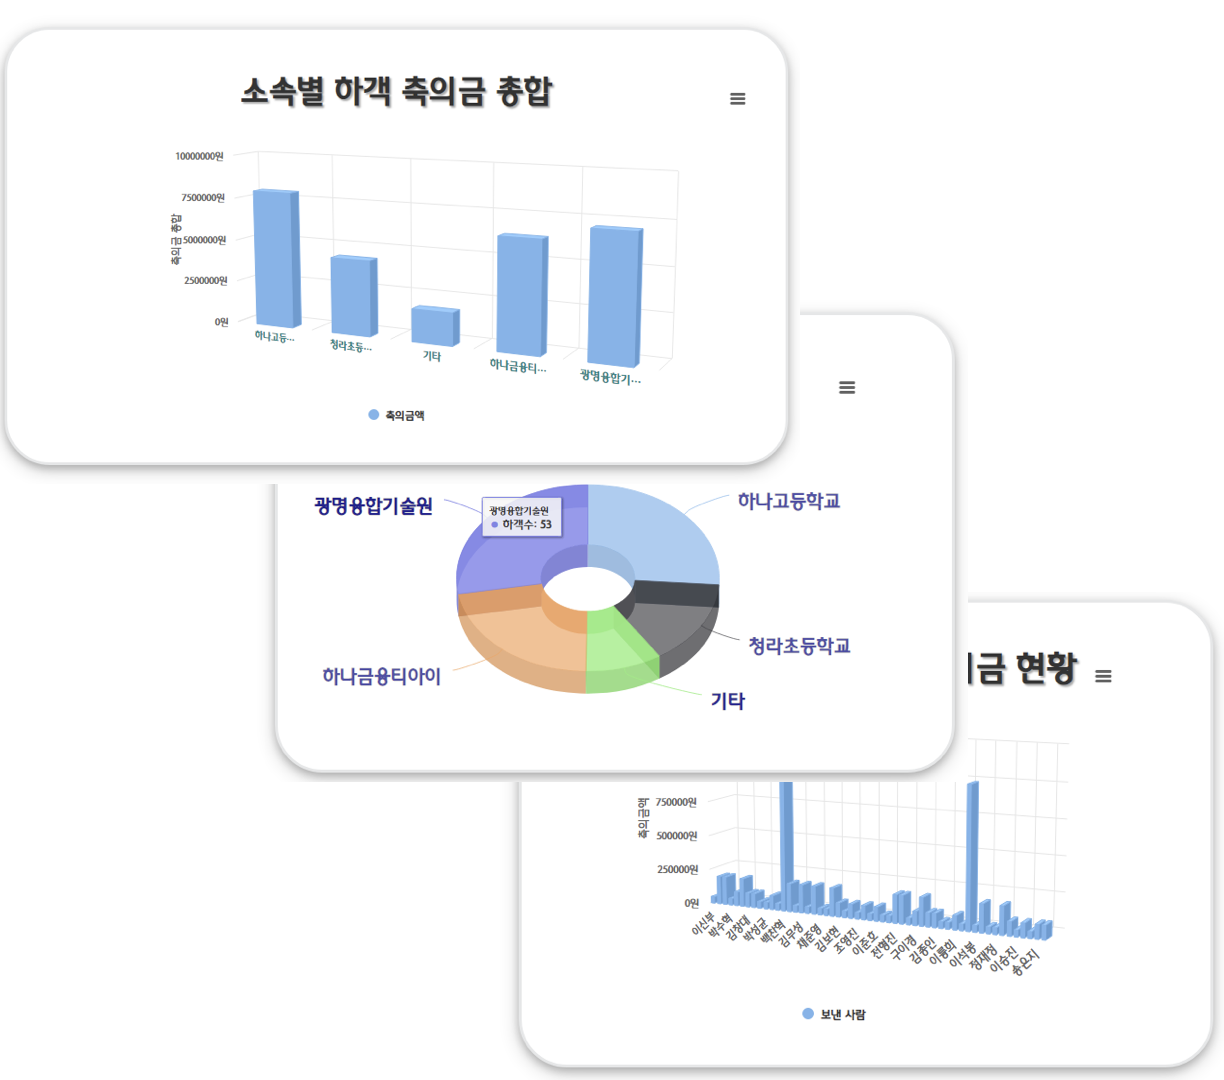 소속별 하객 축의금 총합
10000000원
7500000원
5000000원
2500000원
0원
축의금 총합
하나고등...
청라초등...
기타
하나금융티...
광명융합기...
축의금액
광명융합기술원
광명융합기술원
하객수: 53
하나고등학교
청라초등학교
하나금융티아이
기타
금 현황
축의금액
750000원
500000원
250000원
0원
이신부
박수혁
김창대
박성균
백찬혁
김무성
채준영
김보현
조영진
이준호
전형진
구이경
김종인
이륭희
이석봉
정재정
이승진
송은지
보낸 사람